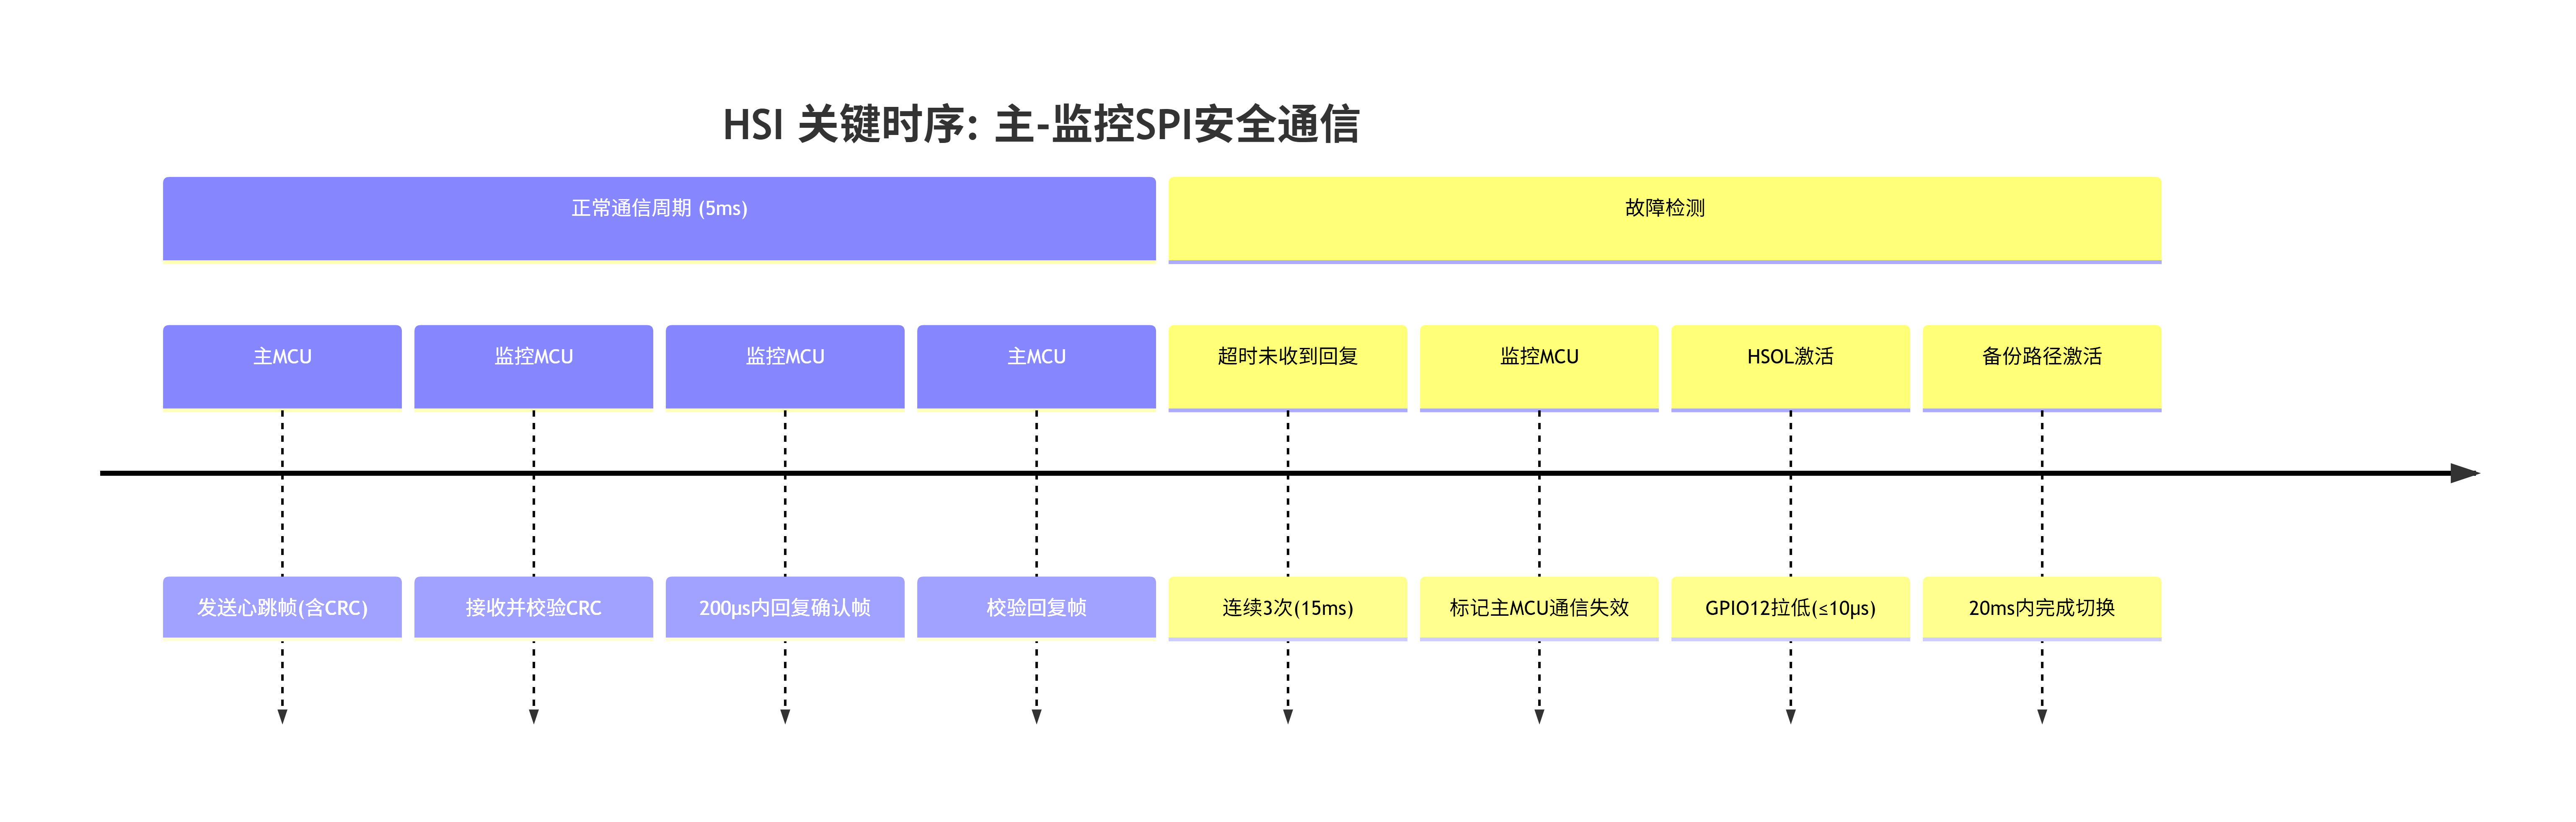 HSI 关键时序: 主-监控SPI安全通信
正常通信周期 (5ms)
故障检测
主MCU
监控MCU
监控MCU
主MCU
超时未收到回复
监控MCU
HSOL激活
备份路径激活
发送心跳帧(含CRC)
接收并校验CRC
200μs内回复确认帧
校验回复帧
连续3次(15ms)
标记主MCU通信失效
GPIO12拉低(≤10μs)
20ms内完成切换